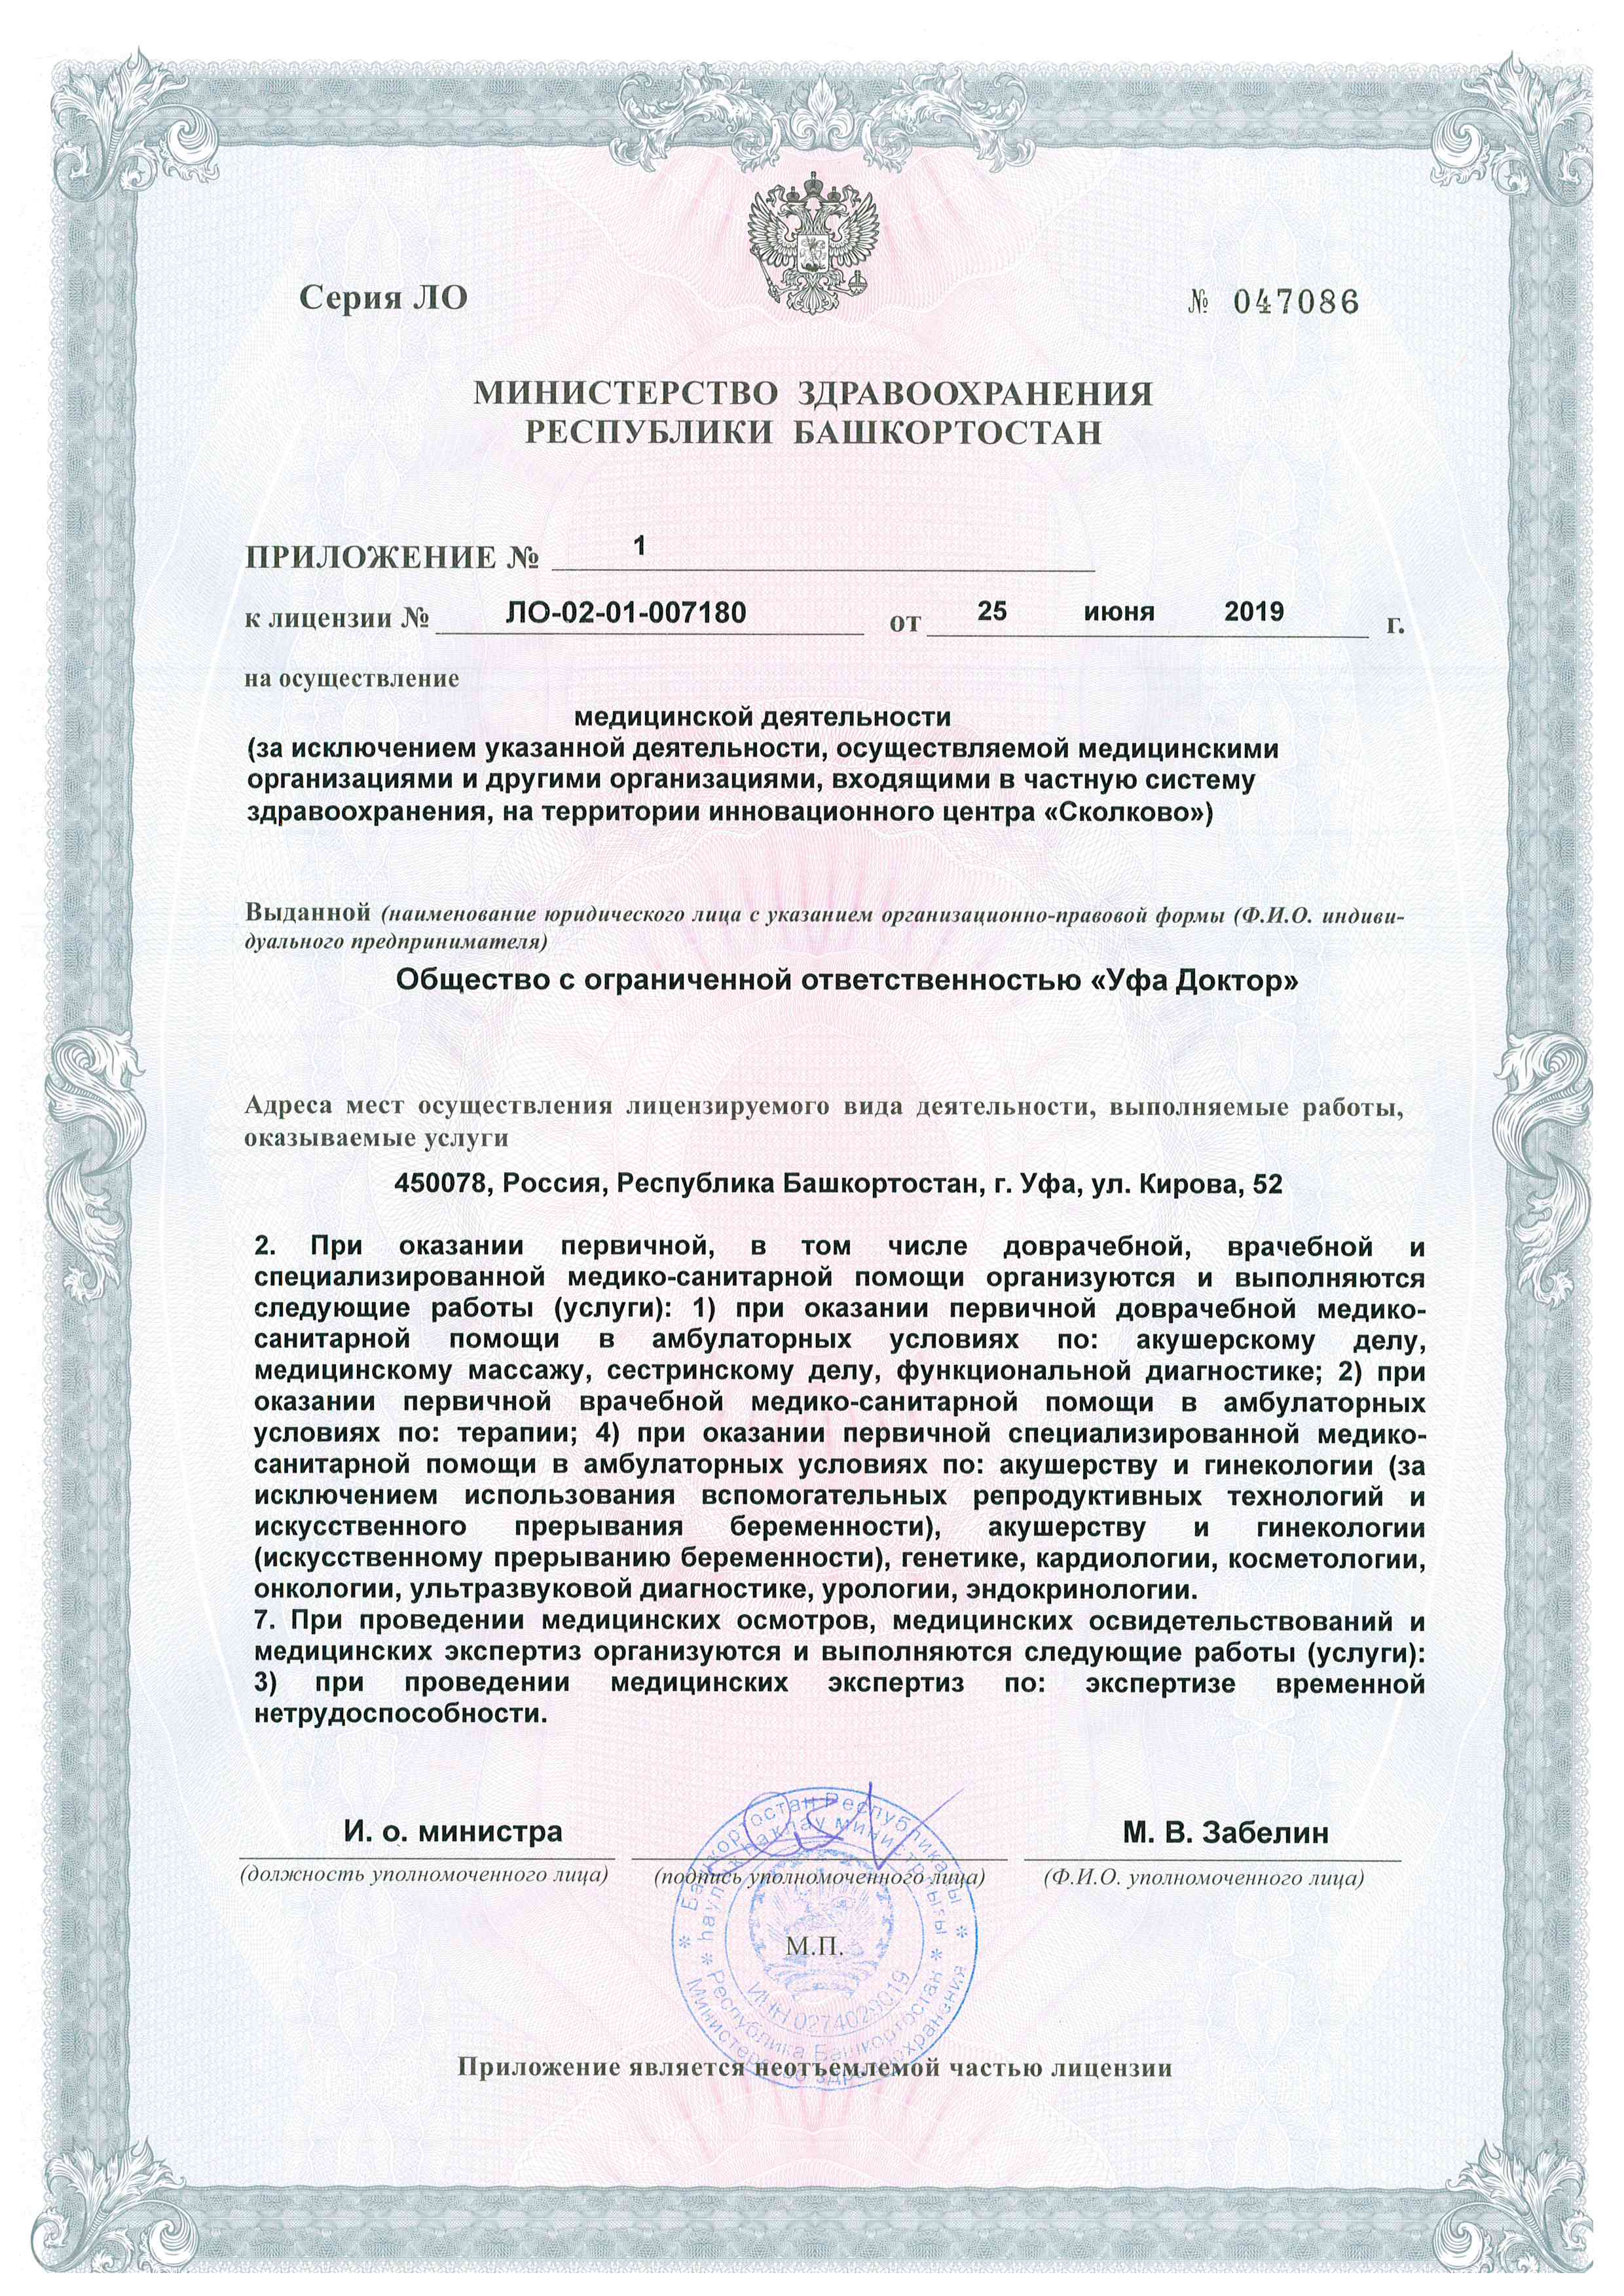 Серия ЛО
№ 047086
МИНИСТЕРСТВО ЗДРАВООХРАНЕНИЯ
РЕСПУБЛИКИ БАШКОРТОСТАН
ПРИЛОЖЕНИЕ № 1
к лицензии № ЛО-02-01-007180 от 25 июня 2019 г.
на осуществление
медицинской деятельности
(за исключением указанной деятельности, осуществляемой медицинскими
организациями и другими организациями, входящими в частную систему
здравоохранения, на территории инновационного центра «Сколково»)
Выданной (наименование юридического лица с указанием организационно-правовой формы (Ф.И.О. индиви-
дуального предпринимателя)
Общество с ограниченной ответственностью «Уфа Доктор»
Адреса мест осуществления лицензируемого вида деятельности, выполняемые работы,
оказываемые услуги
450078, Россия, Республика Башкортостан, г. Уфа, ул. Кирова, 52
2. При оказании первичной, в том числе доврачебной, врачебной и
специализированной медико-санитарной помощи организуются и выполняются
следующие работы (услуги): 1) при оказании первичной доврачебной медико-
санитарной помощи в амбулаторных условиях по: акушерскому делу,
медицинскому массажу, сестринскому делу, функциональной диагностике; 2) при
оказании первичной врачебной медико-санитарной помощи в амбулаторных
условиях по: терапии; 4) при оказании первичной специализированной медико-
санитарной помощи в амбулаторных условиях по: акушерству и гинекологии (за
исключением использования вспомогательных репродуктивных технологий и
искусственного прерывания беременности), акушерству и гинекологии
(искусственному прерыванию беременности), генетике, кардиологии, косметологии,
онкологии, ультразвуковой диагностике, урологии, эндокринологии.
7. При проведении медицинских осмотров, медицинских освидетельствований и
медицинских экспертиз организуются и выполняются следующие работы (услуги):
3) при проведении медицинских экспертиз по: экспертизе временной
нетрудоспособности.
И. о. министра
М. В. Забелин
(должность уполномоченного лица)
(подпись уполномоченного лица)
(Ф.И.О. уполномоченного лица)
Башкортостан Республикаһы
һаулыҡ һаҡлау министрлығы
М.П.
ИНН 0274029019
Республика Башкортостан
Министерство здравоохранения
Приложение является неотъемлемой частью лицензии